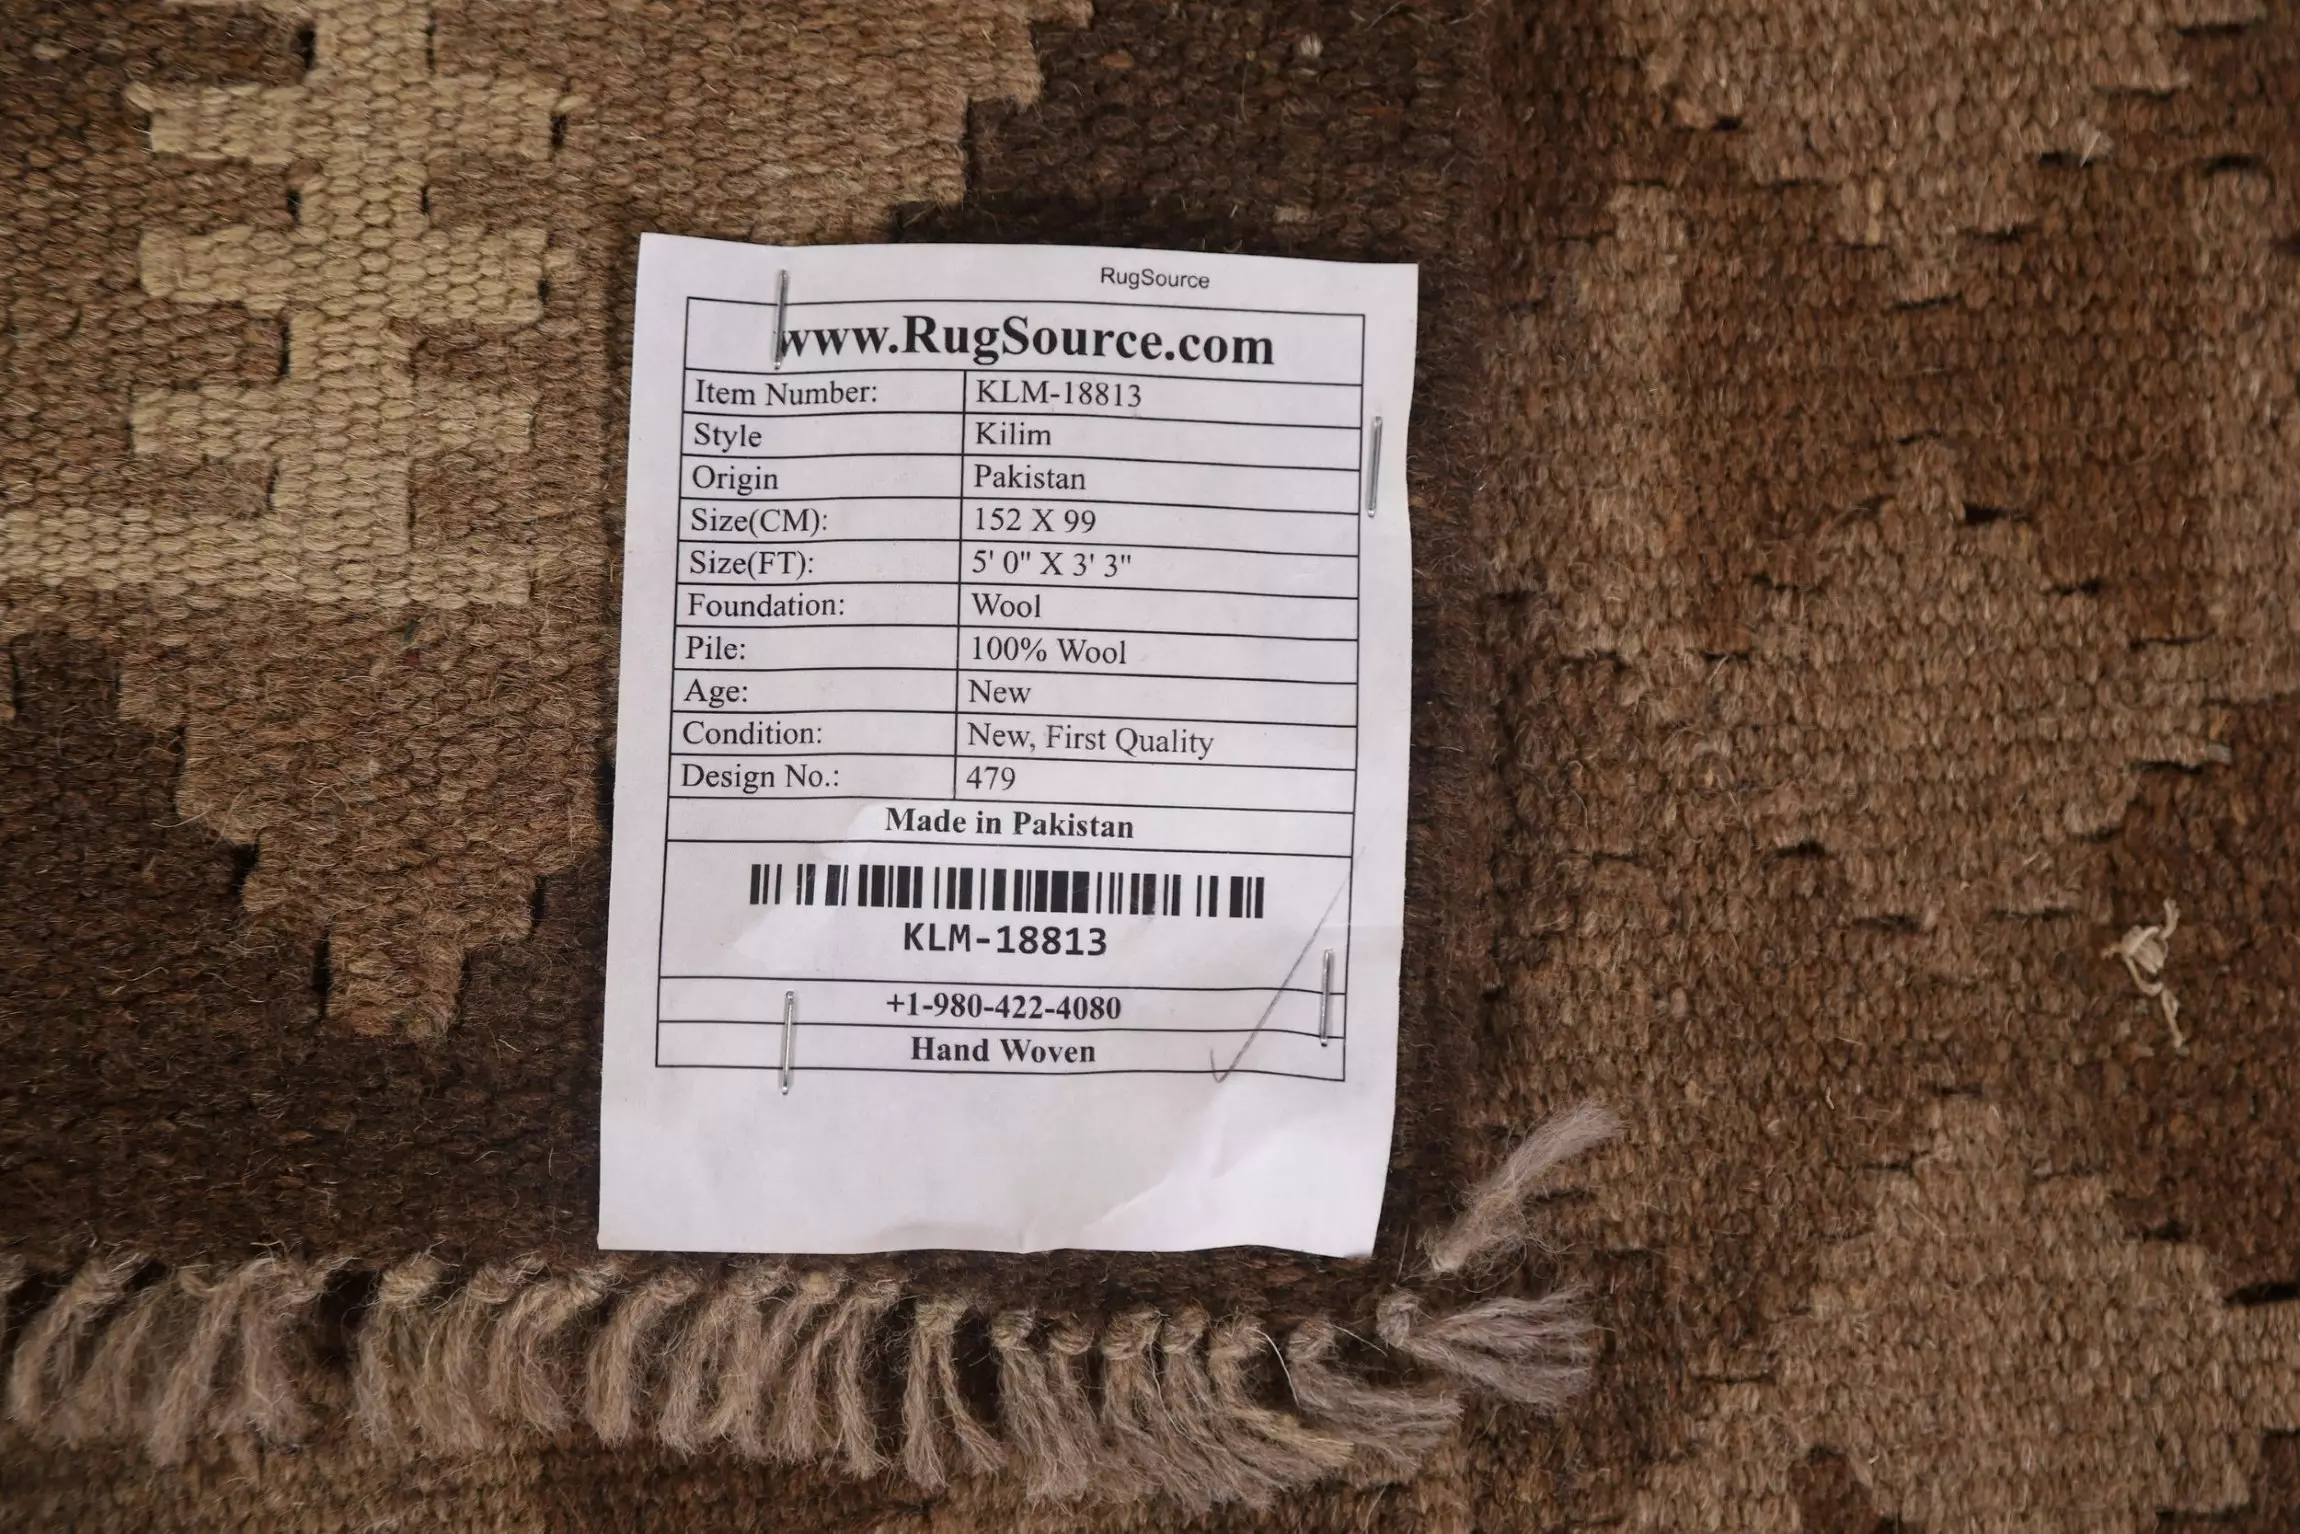 RugSource
www.RugSource.com
Item Number: KLM-18813
Style Kilim
Origin Pakistan
Size(CM): 152 X 99
Size(FT): 5' 0" X 3' 3"
Foundation: Wool
Pile: 100% Wool
Age: New
Condition: New, First Quality
Design No.: 479
Made in Pakistan
KLM-18813
+1-980-422-4080
Hand Woven